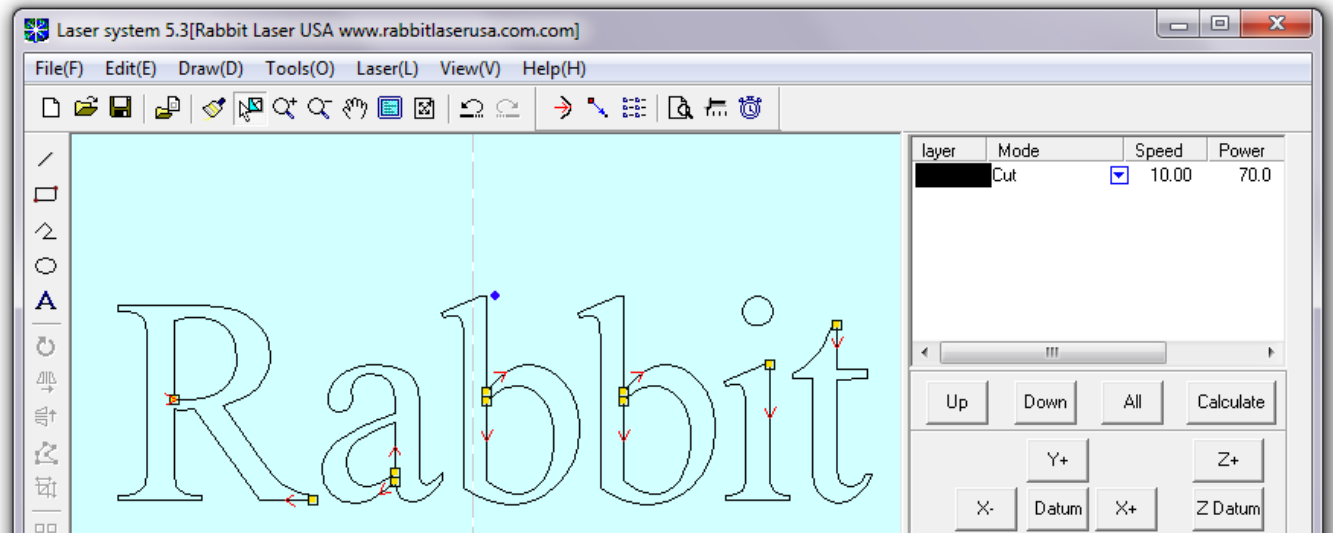 Laser system 5.3[Rabbit Laser USA www.rabbitlaserusa.com.com]
File(F) Edit(E) Draw(D) Tools(O) Laser(L) View(V) Help(H)
A
layer Mode Speed Power
Cut 10.00 70.0
Rabbit
Up Down All Calculate
Y+ Z+
X- Datum X+ Z Datum